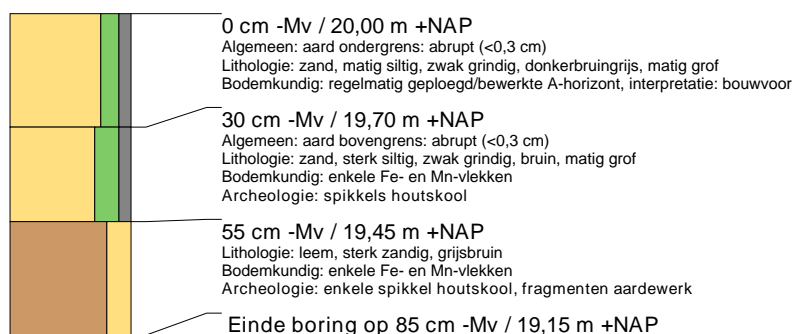 0 cm -Mv / 20,00 m +NAP
Algemeen: aard ondergrens: abrupt (<0,3 cm)
Lithologie: zand, matig siltig, zwak grindig, donkerbruingrijs, matig grof
Bodemkundig: regelmatig geploegd/bewerkte A-horizont, interpretatie: bouwvoor
30 cm -Mv / 19,70 m +NAP
Algemeen: aard bovengrens: abrupt (<0,3 cm)
Lithologie: zand, sterk siltig, zwak grindig, bruin, matig grof
Bodemkundig: enkele Fe- en Mn-vlekken
Archeologie: spikkels houtskool
55 cm -Mv / 19,45 m +NAP
Lithologie: leem, sterk zandig, grijsbruin
Bodemkundig: enkele Fe- en Mn-vlekken
Archeologie: enkele spikkel houtskool, fragmenten aardewerk
Einde boring op 85 cm -Mv / 19,15 m +NAP